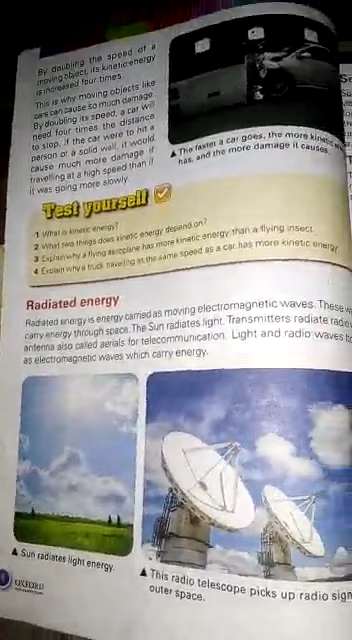 By doubling the speed of a
moving object, its kinetic energy
is increased four times.
This is why moving objects like
cars can cause so much damage.
By doubling its speed, a car will
need four times the distance
to stop. If the car were to hit a
person or a solid wall, it would
cause much more damage if
travelling at a high speed than if
it was going more slowly.
▲ The faster a car goes, the more kinetic
has, and the more damage it causes.
Test yourself
1 What is kinetic energy?
2 What two things does kinetic energy depend on?
3 Explain why a flying aeroplane has more kinetic energy than a flying insect.
4 Explain why a truck travelling at the same speed as a car has more kinetic energy
Radiated energy
Radiated energy is energy carried as moving electromagnetic waves. These
carry energy through space. The Sun radiates light. Transmitters radiate radio
antenna also called aerials for telecommunication. Light and radio waves
as electromagnetic waves which carry energy.
▲ Sun radiates light energy.
▲ This radio telescope picks up radio
outer space.
OXFORD